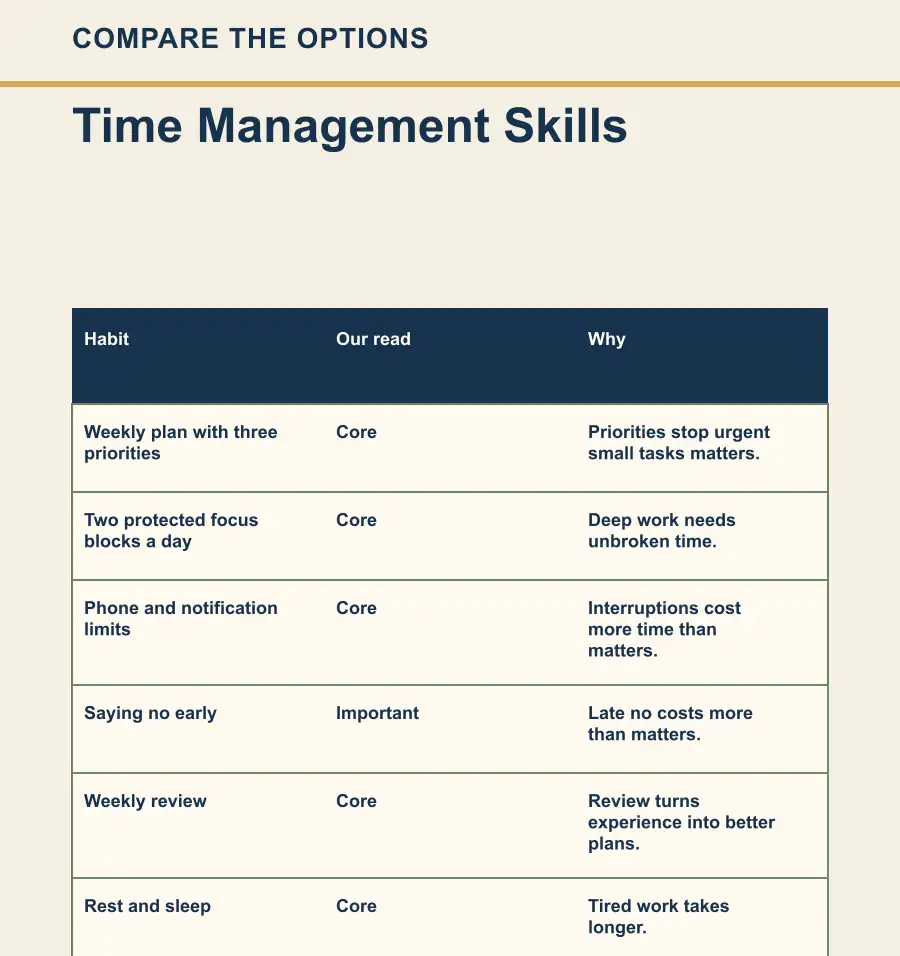 COMPARE THE OPTIONS
Time Management Skills
Habit Our read Why
Weekly plan with three Core Priorities stop urgent
priorities small tasks matters.
Two protected focus Core Deep work needs
blocks a day unbroken time.
Phone and notification Core Interruptions cost
limits more time than
matters.
Saying no early Important Late no costs more
than matters.
Weekly review Core Review turns
experience into better
plans.
Rest and sleep Core Tired work takes
longer.